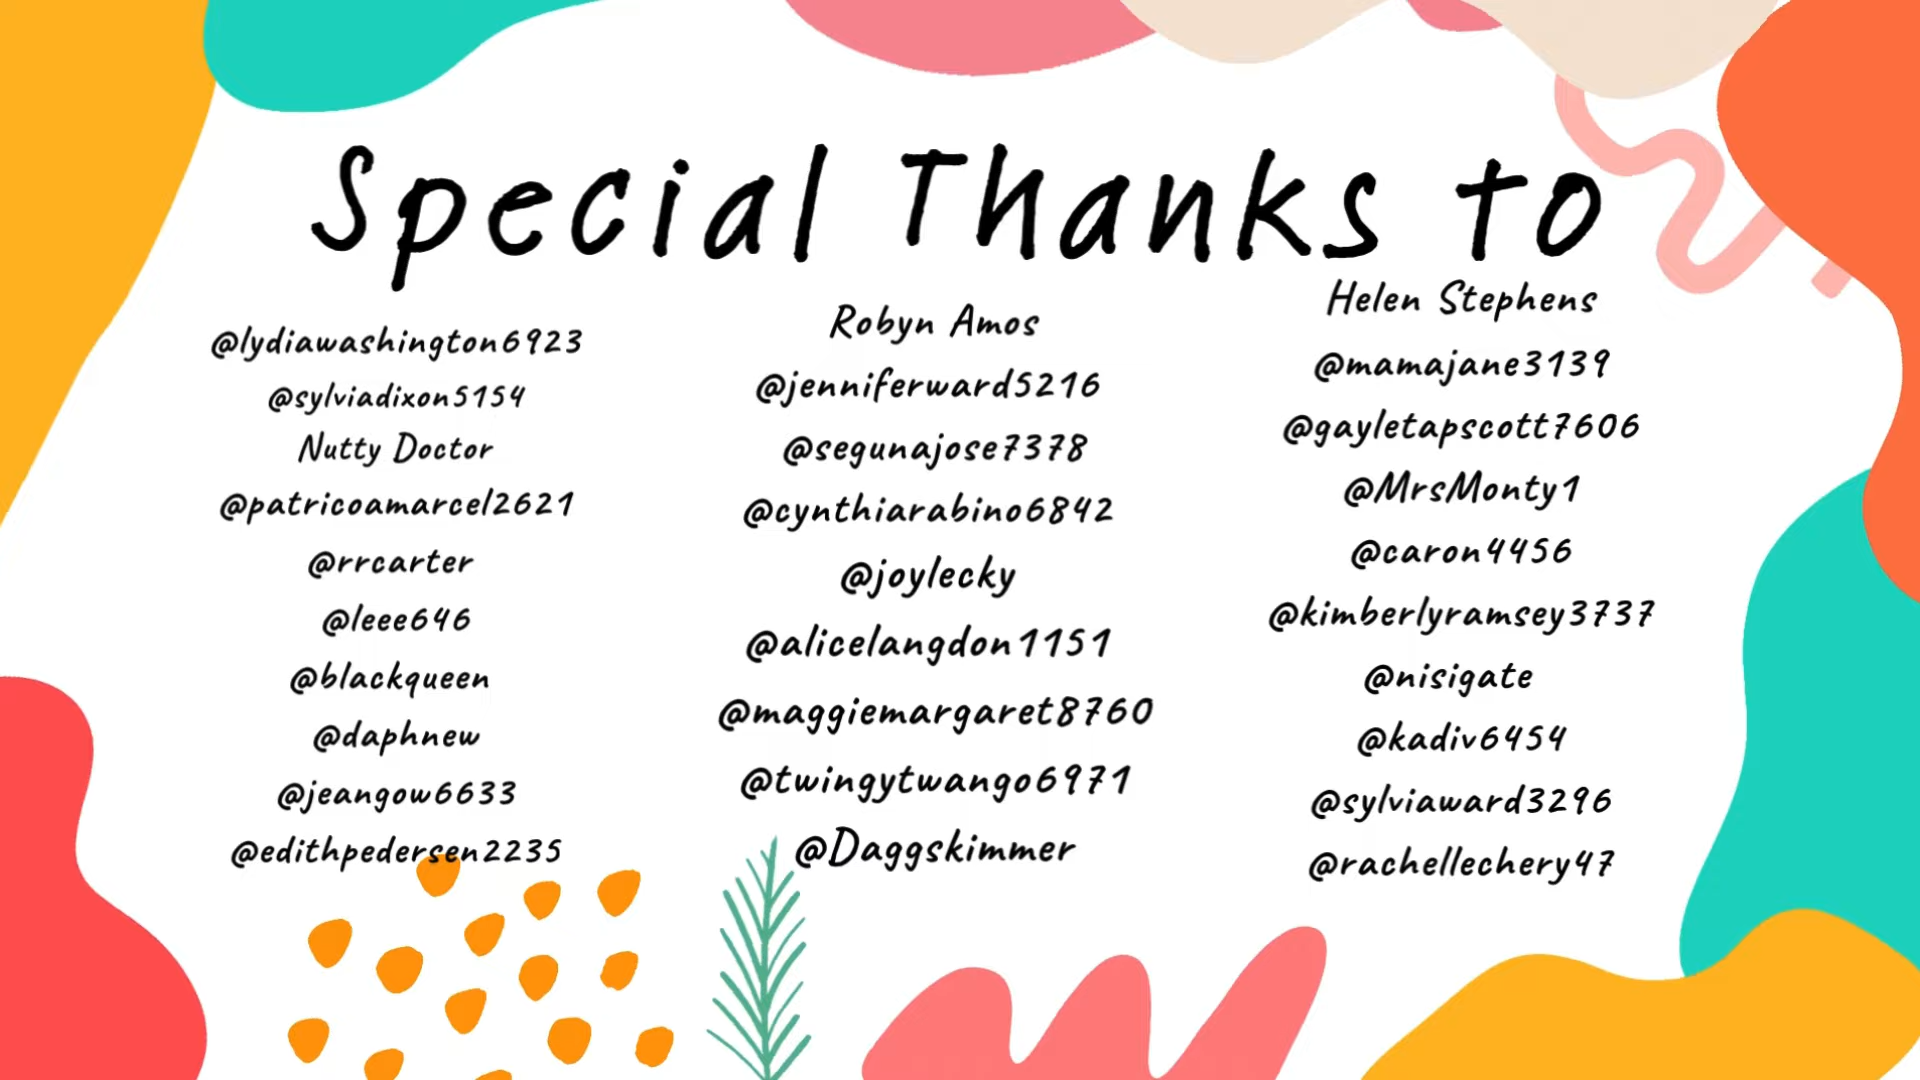 Special Thanks to
@lydiawashington6923
@sylviadixon5154
Nutty Doctor
@patricoamarcel2621
@rrcarter
@leee646
@blackqueen
@daphnew
@jeangow6633
@edithpedersen2235
Robyn Amos
@jenniferward5216
@segunajose7378
@cynthiarabino6842
@joylecky
@alicelangdon1151
@maggiemargaret8760
@twingytwango6971
@Daggskimmer
Helen Stephens
@mamajane3139
@gayletapscott7606
@MrsMonty1
@caron4456
@kimberlyramsey3737
@nisigate
@kadiv6454
@sylviaward3296
@rachellechery47